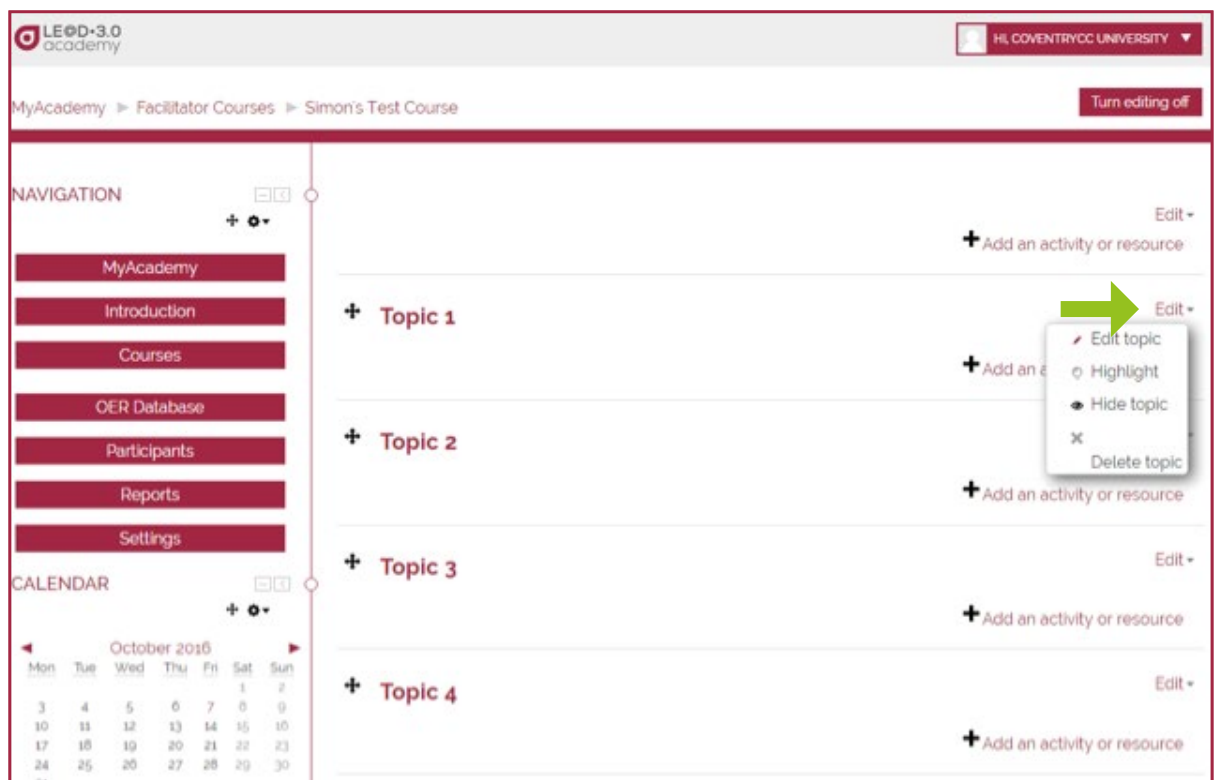 LE@D•3.0
academy
HI, COVENTRYCC UNIVERSITY
MyAcademy ► Facilitator Courses ► Simon's Test Course
Turn editing off
NAVIGATION
MyAcademy
Introduction
Courses
OER Database
Participants
Reports
Settings
CALENDAR
October 2016
Mon Tue Wed Thu Fri Sat Sun
1 2
3 4 5 6 7 8 9
10 11 12 13 14 15 16
17 18 19 20 21 22 23
24 25 26 27 28 29 30
Edit
Add an activity or resource
Topic 1
Edit
Edit topic
Highlight
Hide topic
Delete topic
Add an a
Topic 2
Add an activity or resource
Topic 3
Edit
Add an activity or resource
Topic 4
Edit
Add an activity or resource